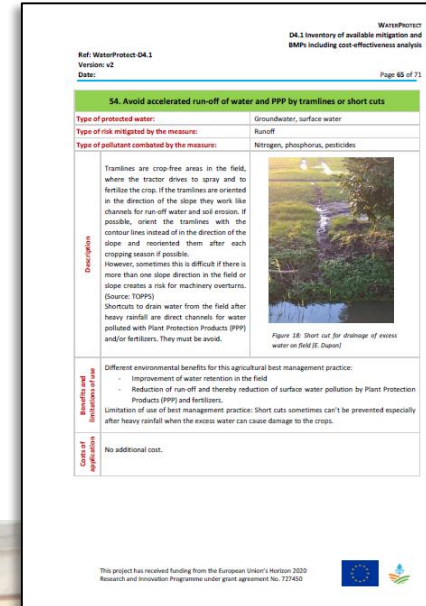 WATERPROTECT
D4.1 Inventory of available mitigation and
BMPs including cost-effectiveness analysis
Ref: WaterProtect-D4.1
Version: v2
Date:
Page 65 of 71
54. Avoid accelerated run-off of water and PPP by tramlines or short cuts
Type of protected water: Groundwater, surface water
Type of risk mitigated by the measure: Runoff
Type of pollutant combated by the measure: Nitrogen, phosphorus, pesticides
Description
Tramlines are crop-free areas in the field,
where the tractor drives to spray and to
fertilize the crop. If the tramlines are oriented
in the direction of the slope they work like
channels for run-off water and soil erosion. If
possible, orient the tramlines with the
contour lines instead of in the direction of the
slope and reoriented them after each
cropping season if possible.
However, sometimes this is difficult if there is
more than one slope direction in the field or
slope creates a risk for machinery overturns.
(Source: TOPPS)
Shortcuts to drain water from the field after
heavy rainfall are direct channels for water
polluted with Plant Protection Products (PPP)
and/or fertilizers. They must be avoid.
Figure 18: Short cut for drainage of excess
water on field (E. Dupon)
Benefits and
limitations of use
Different environmental benefits for this agricultural best management practice:
- Improvement of water retention in the field
- Reduction of run-off and thereby reduction of surface water pollution by Plant Protection
Products (PPP) and fertilizers.
Limitation of use of best management practice: Short cuts sometimes can't be prevented especially
after heavy rainfall when the excess water can cause damage to the crops.
Costs of
application
No additional cost.
This project has received funding from the European Union's Horizon 2020
Research and Innovation Programme under grant agreement No. 727450